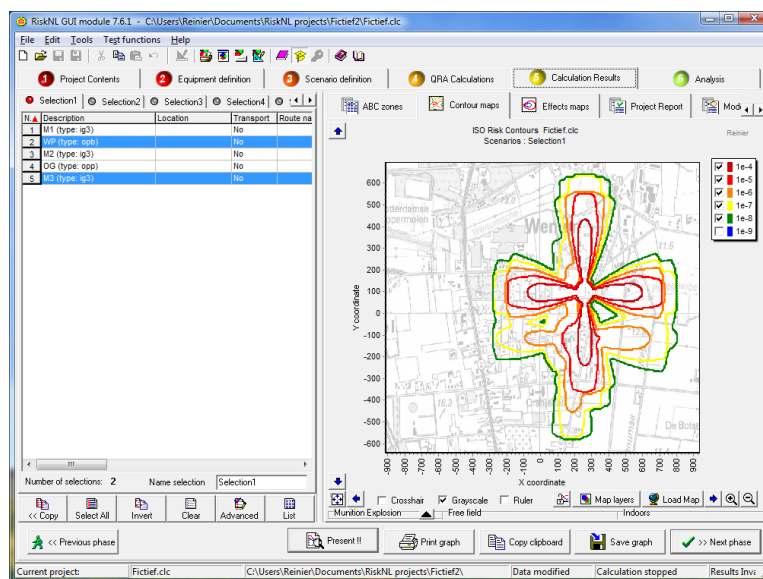 RiskNL GUI module 7.6.1 - C:\Users\Reinier\Documents\RiskNL projects\Fictief2\Fictief.clc
File Edit Tools Test functions Help
1 Project Contents 2 Equipment definition 3 Scenario definition 4 QRA Calculations 5 Calculation Results 6 Analysis
Selection1 Selection2 Selection3 Selection4
ABC zones Contour maps Effects maps Project Report
N. Description Location Transport Route na
1 M1 (type: ig3) No
2 WP (type: opb) No
3 M2 (type: ig3) No
4 OG (type: opp) No
5 M3 (type: ig3) No
ISO Risk Contours Fictief.clc
Scenarios : Selection1
Reinier
1e-4
1e-5
1e-6
1e-7
1e-8
1e-9
Y coordinate
600
500
400
300
200
100
0
-100
-200
-300
-400
-500
-600
-900 -800 -700 -600 -500 -400 -300 -200 -100 0 100 200 300 400 500 600 700 800 900
X coordinate
13.0
11.6
16.3
Number of selections: 2 Name selection Selection1
<< Copy Select All Invert Clear Advanced List
Crosshair Grayscale Ruler Map layers Load Map
Munition Explosion Free field Indoors
<< Previous phase Present !! Print graph Copy clipboard Save graph >> Next phase
Current project: Fictief.clc C:\Users\Reinier\Documents\RiskNL projects\Fictief2\ Data modified Calculation stopped Results Inva